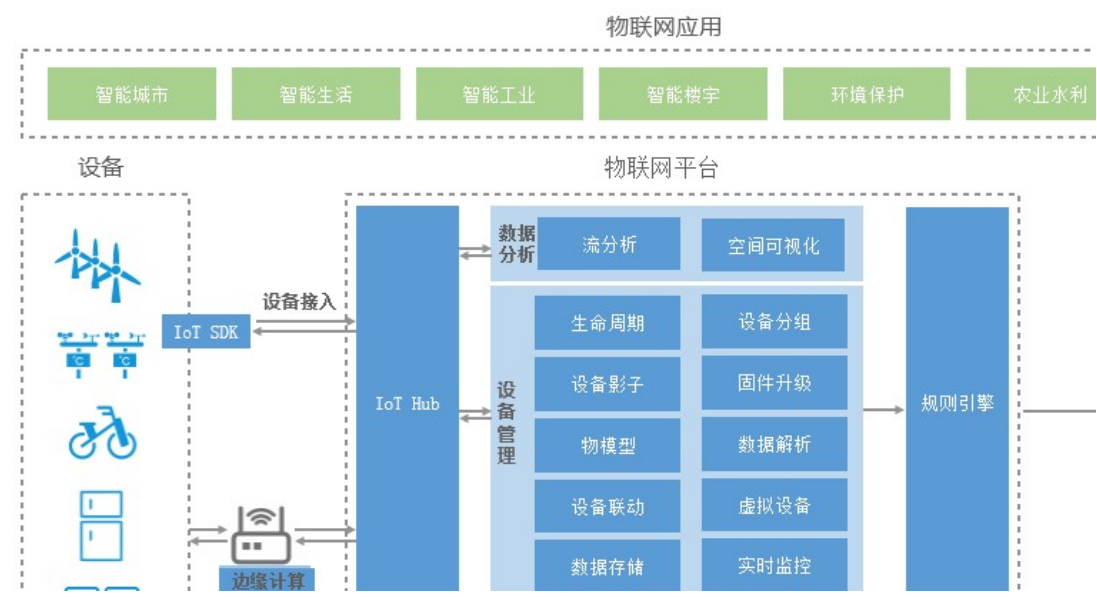 物联网应用
智能城市
智能生活
智能工业
智能楼宇
环境保护
农业水利
设备
物联网平台
IoT SDK
设备接入
边缘计算
IoT Hub
数据
分析
流分析
空间可视化
设
备
管
理
生命周期
设备分组
设备影子
固件升级
物模型
数据解析
设备联动
虚拟设备
数据存储
实时监控
规则引擎
°C
°C